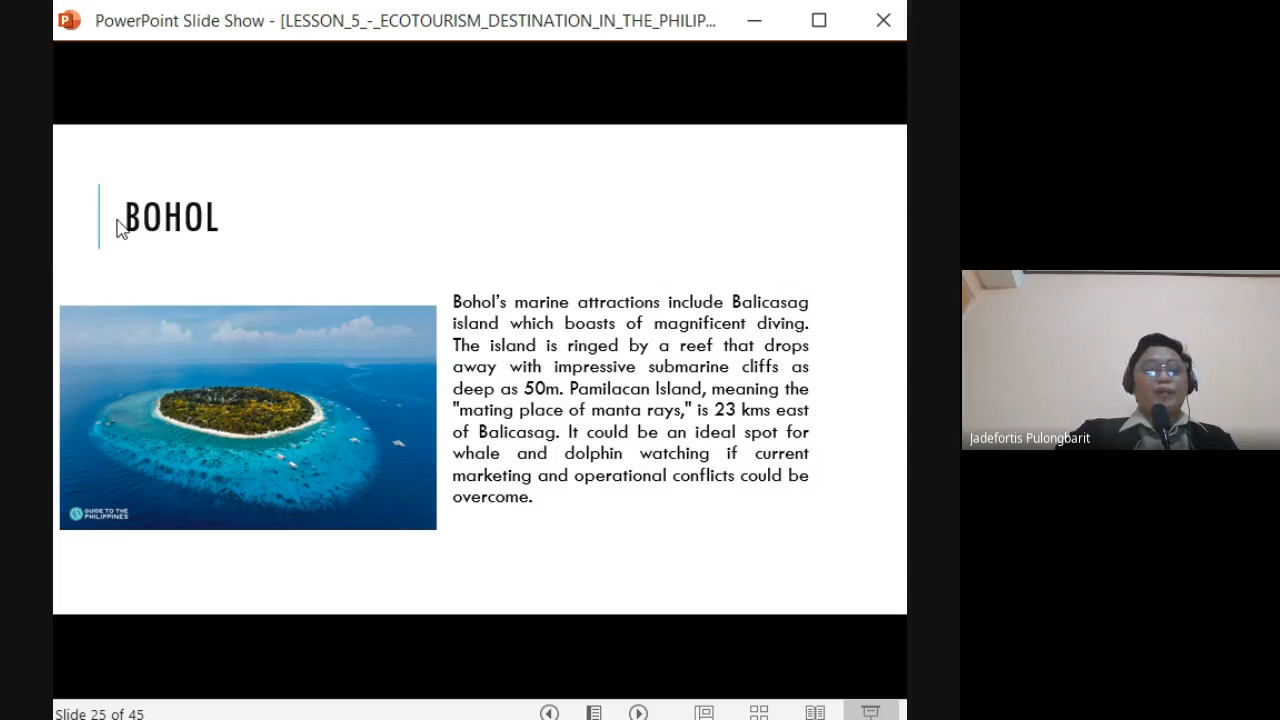 PowerPoint Slide Show - [LESSON_5_-_ECOTOURISM_DESTINATION_IN_THE_PHILIP...
BOHOL
Bohol's marine attractions include Balicasag
island which boasts of magnificent diving.
The island is ringed by a reef that drops
away with impressive submarine cliffs as
deep as 50m. Pamilacan Island, meaning the
"mating place of manta rays," is 23 kms east
of Balicasag. It could be an ideal spot for
whale and dolphin watching if current
marketing and operational conflicts could be
overcome.
GUIDE TO THE
PHILIPPINES
Jadefortis Pulongbarit
Slide 25 of 45